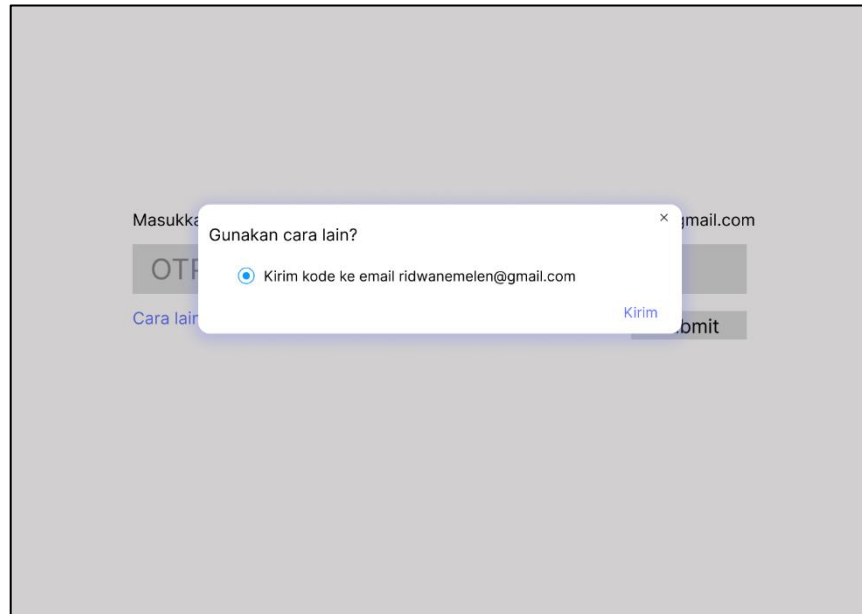 Masukka
gmail.com
Gunakan cara lain?
×
OTP
Kirim kode ke email ridwanemelen@gmail.com
Cara lain
Kirim
bmit